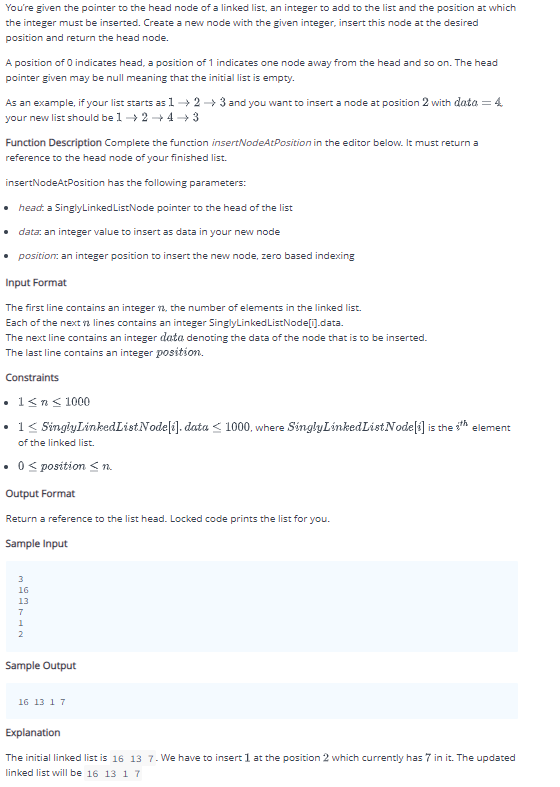 You're given the pointer to the head node of a linked list, an integer to add to the list and the position at which
the integer must be inserted. Create a new node with the given integer, insert this node at the desired
position and return the head node.
A position of 0 indicates head, a position of 1 indicates one node away from the head and so on. The head
pointer given may be null meaning that the initial list is empty.
As an example, if your list starts as 1 → 2 → 3 and you want to insert a node at position 2 with data = 4,
your new list should be 1 → 2 → 4 → 3
Function Description Complete the function insertNodeAtPosition in the editor below. It must return a
reference to the head node of your finished list.
insertNodeAtPosition has the following parameters:
• head: a SinglyLinkedListNode pointer to the head of the list
• data: an integer value to insert as data in your new node
• position: an integer position to insert the new node, zero based indexing
Input Format
The first line contains an integer n, the number of elements in the linked list.
Each of the next n lines contains an integer SinglyLinkedListNode[i].data.
The next line contains an integer data denoting the data of the node that is to be inserted.
The last line contains an integer position.
Constraints
• 1 ≤ n ≤ 1000
• 1 ≤ SinglyLinkedListNode[i].data ≤ 1000, where SinglyLinkedListNode[i] is the iᵗʰ element
of the linked list.
• 0 ≤ position ≤ n.
Output Format
Return a reference to the list head. Locked code prints the list for you.
Sample Input
3
16
13
7
1
2
Sample Output
16 13 1 7
Explanation
The initial linked list is 16 13 7. We have to insert 1 at the position 2 which currently has 7 in it. The updated
linked list will be 16 13 1 7